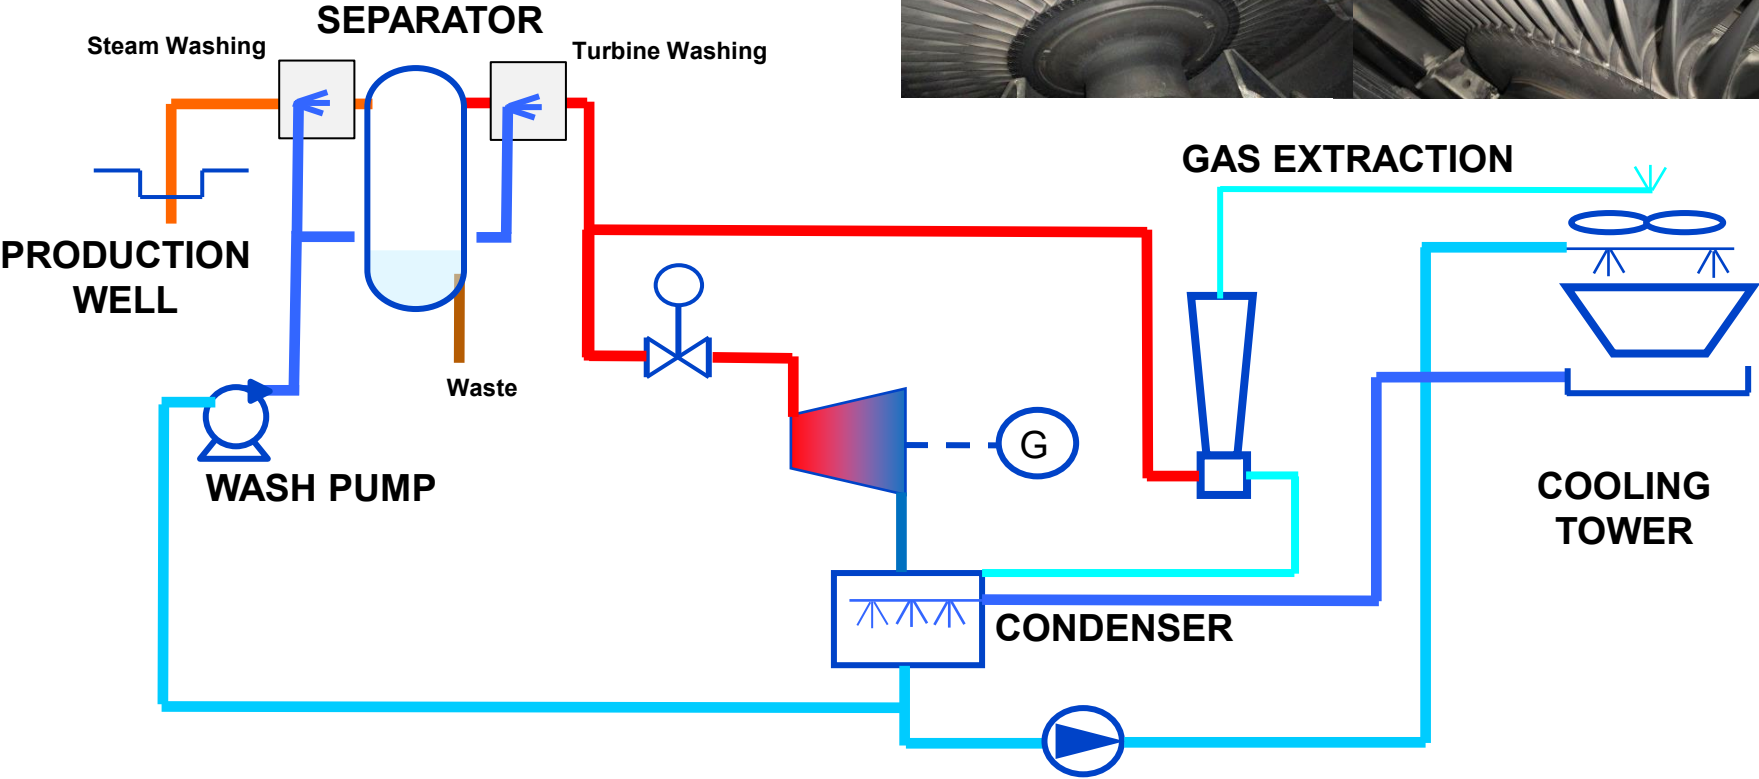 SEPARATOR
Steam Washing
Turbine Washing
GAS EXTRACTION
PRODUCTION
WELL
Waste
G
WASH PUMP
COOLING
TOWER
CONDENSER